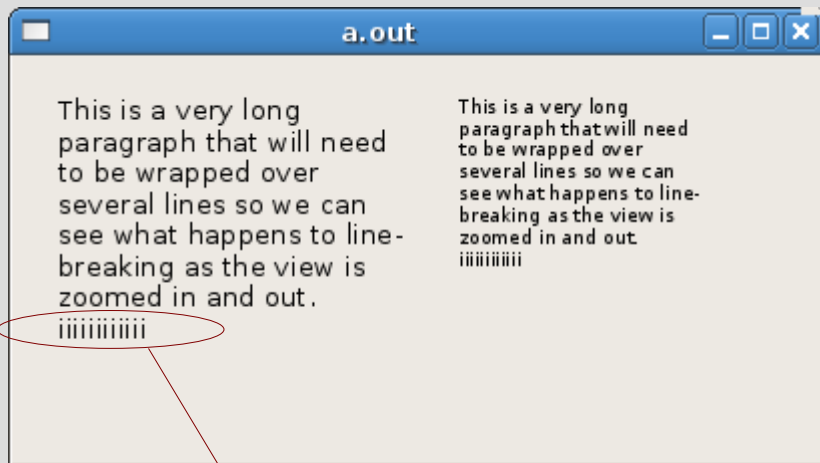 a.out
This is a very long
paragraph that will need
to be wrapped over
several lines so we can
see what happens to line-
breaking as the view is
zoomed in and out.
iiiiiiiiiiii
This is a very long
paragraph that will need
to be wrapped over
several lines so we can
see what happens to line-
breaking as the view is
zoomed in and out.
iiiiiiiiiiii